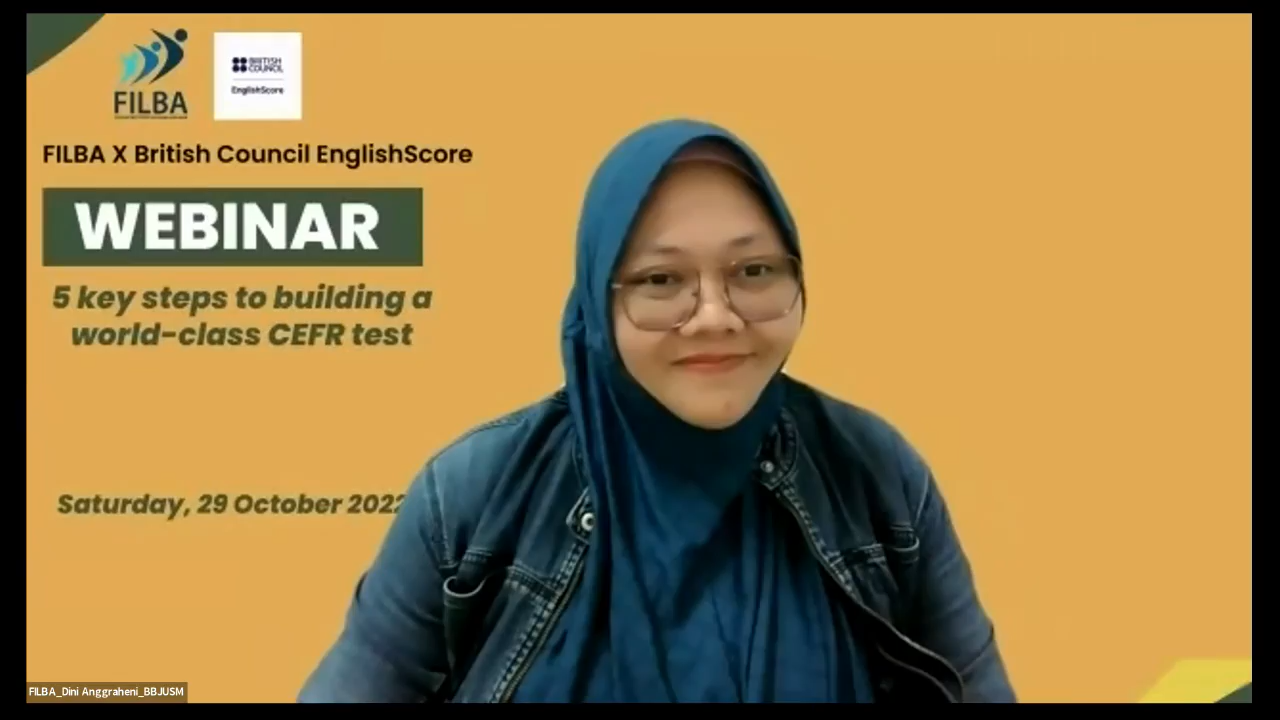 FILBA
BRITISH
COUNCIL
EnglishScore
FILBA X British Council EnglishScore
WEBINAR
5 key steps to building a
world-class CEFR test
Saturday, 29 October 2022
FILBA_Dini Anggraheni_BBJUSM